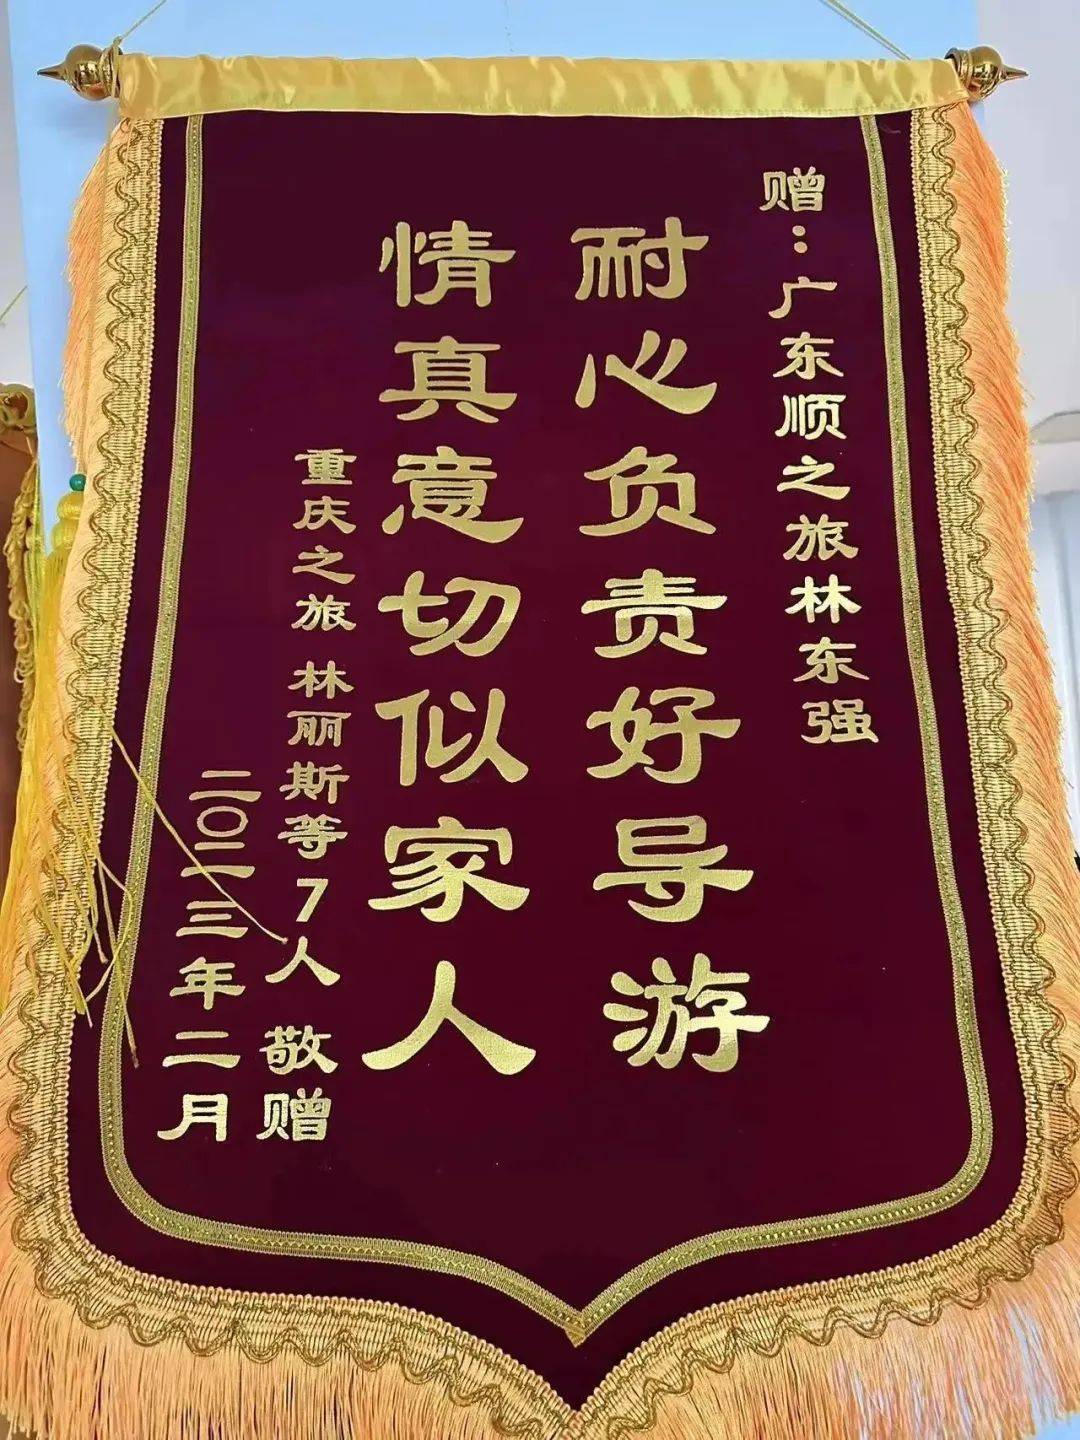 赠：广东顺之旅林东强
耐心负责好导游
情真意切似家人
重庆之旅 林丽斯等7人 敬赠
二〇二三年二月